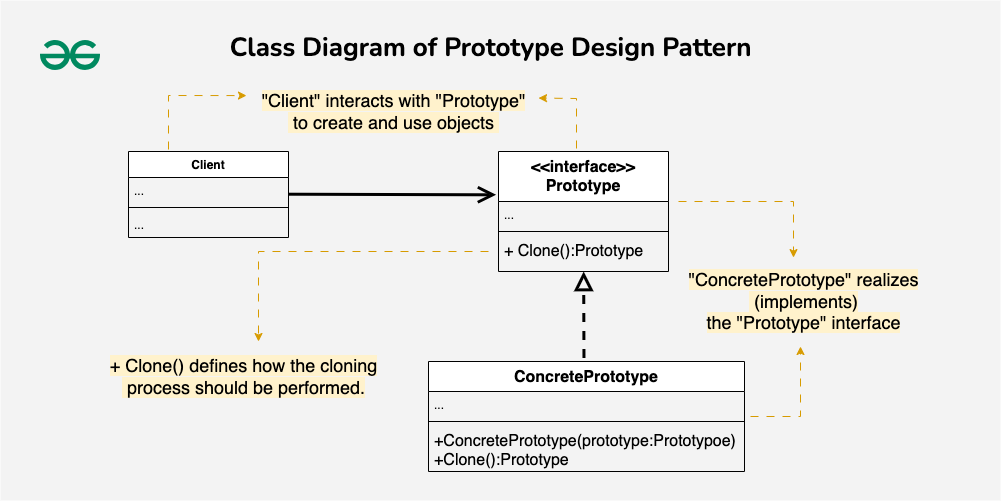 Class Diagram of Prototype Design Pattern
"Client" interacts with "Prototype"
to create and use objects
Client
...
...
<<interface>>
Prototype
...
+ Clone():Prototype
"ConcretePrototype" realizes
(implements)
the "Prototype" interface
+ Clone() defines how the cloning
process should be performed.
ConcretePrototype
...
+ConcretePrototype(prototype:Prototypoe)
+Clone():Prototype